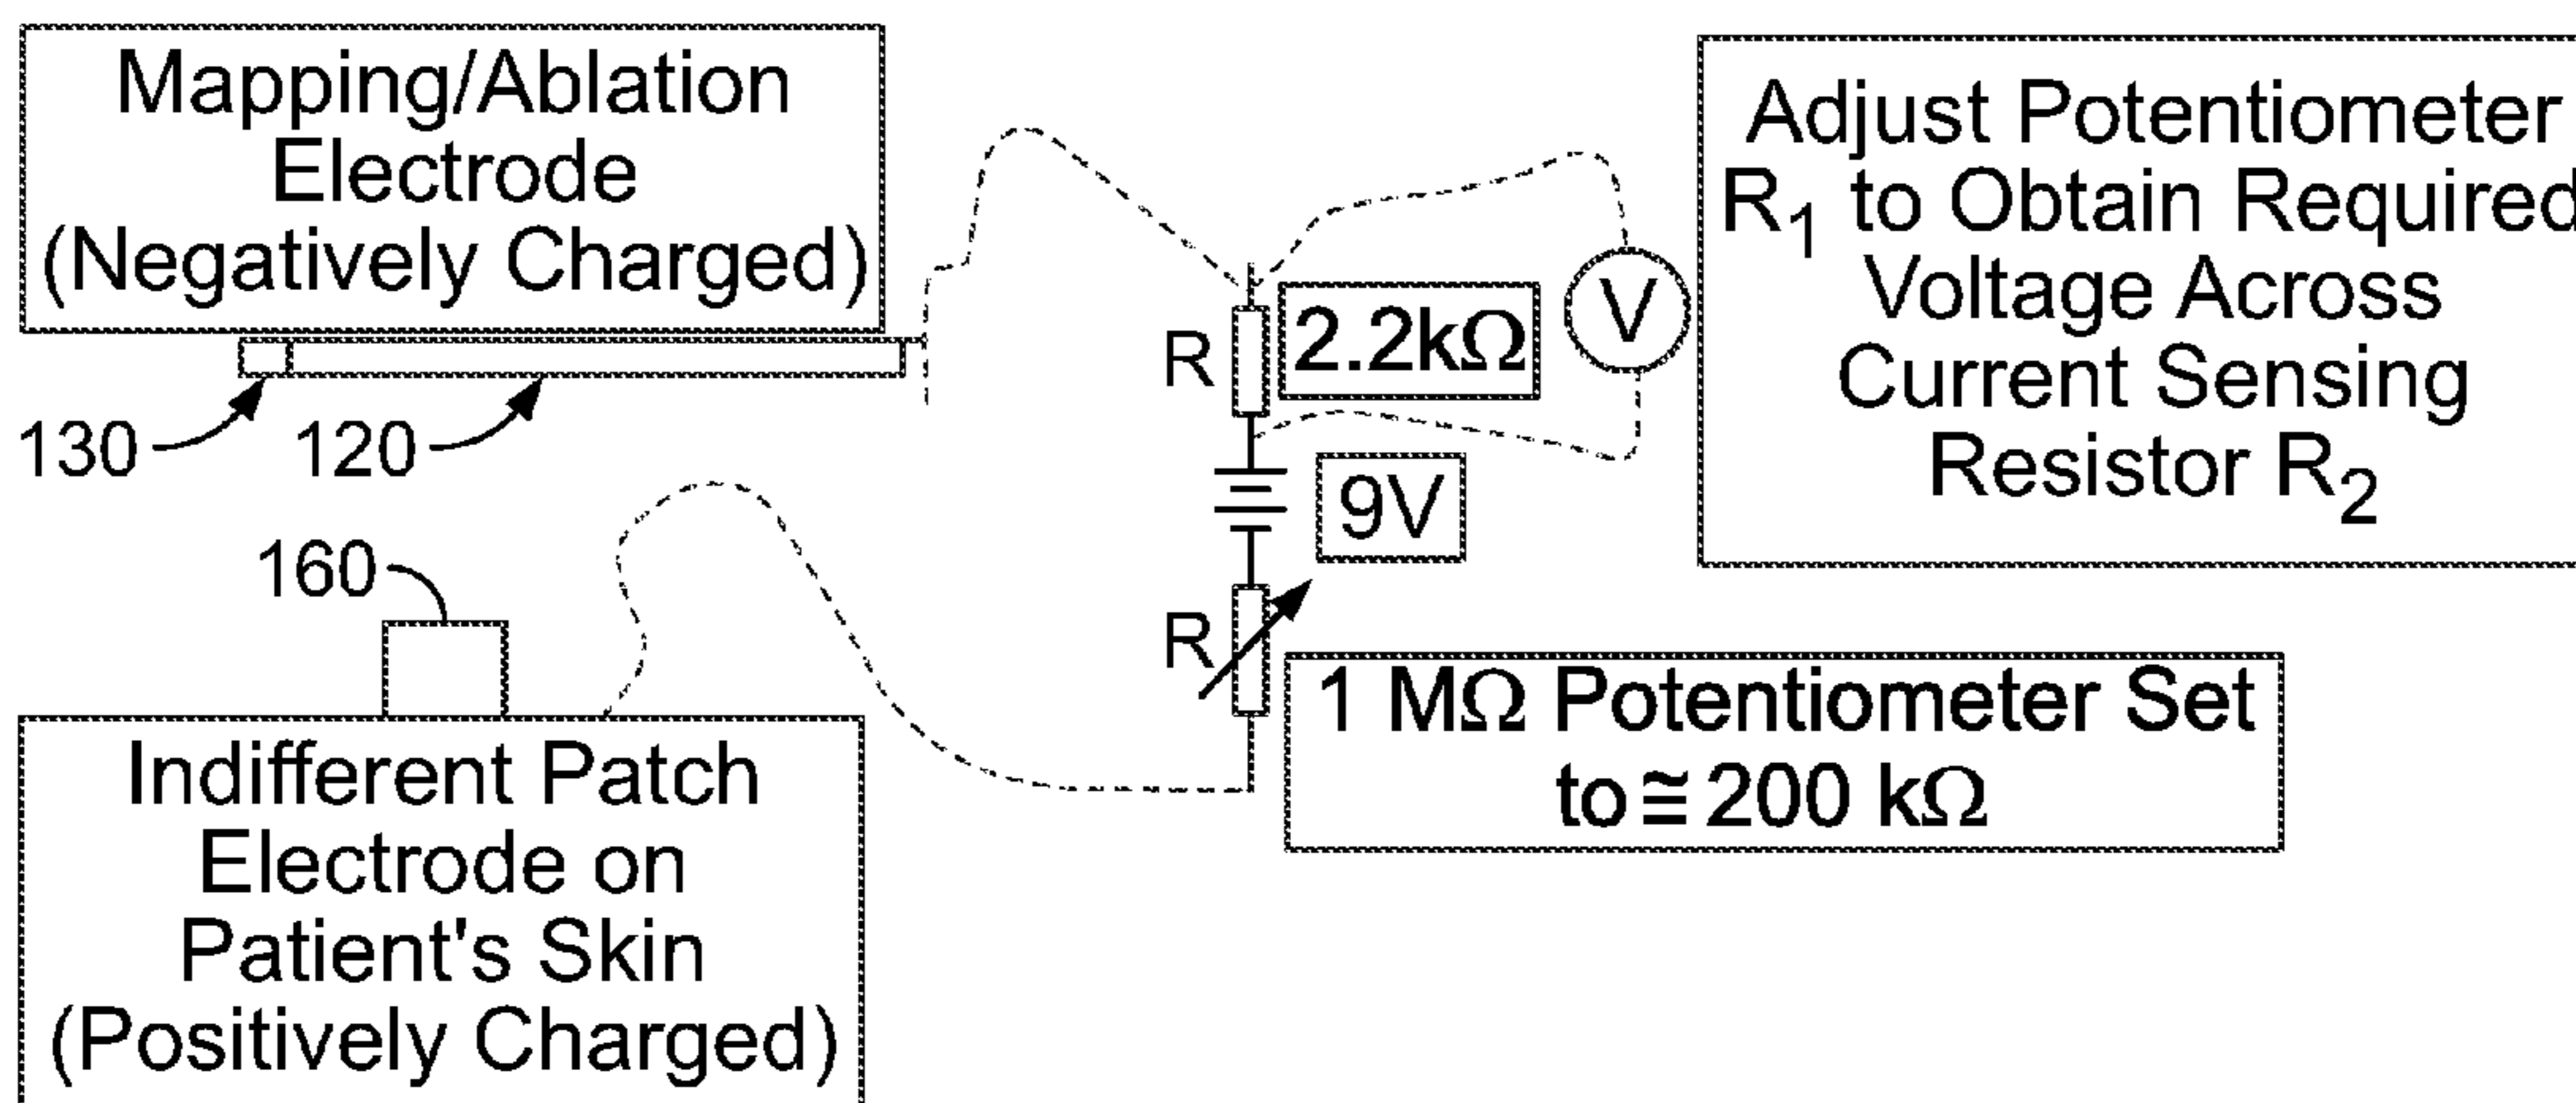 Mapping/Ablation
Electrode
(Negatively Charged)
130
120
160
Indifferent Patch
Electrode on
Patient's Skin
(Positively Charged)
R
2.2kΩ
V
9V
R
1 MΩ Potentiometer Set
to ≅ 200 kΩ
Adjust Potentiometer
R₁ to Obtain Required
Voltage Across
Current Sensing
Resistor R₂